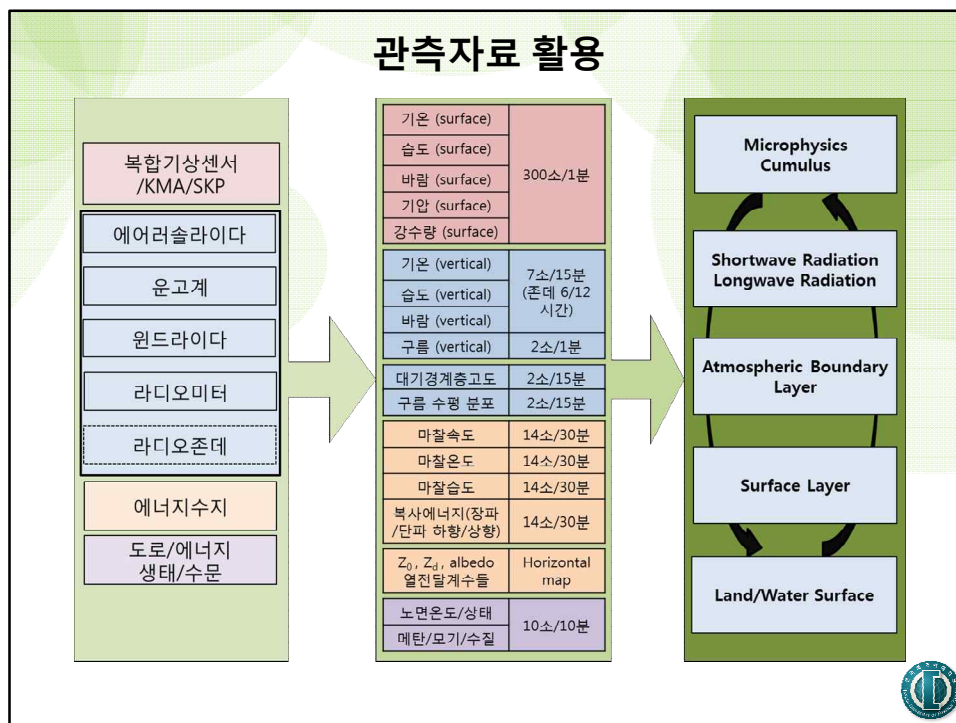 관측자료 활용
복합기상센서
/KMA/SKP
에어러솔라이다
운고계
윈드라이다
라디오미터
라디오존데
에너지수지
도로/에너지
생태/수문
기온 (surface)
습도 (surface)
바람 (surface)
기압 (surface)
강수량 (surface)
300소/1분
기온 (vertical)
습도 (vertical)
바람 (vertical)
7소/15분
(존데 6/12
시간)
구름 (vertical) 2소/1분
대기경계층고도 2소/15분
구름 수평 분포 2소/15분
마찰속도 14소/30분
마찰온도 14소/30분
마찰습도 14소/30분
복사에너지(장파
/단파 하향/상향)
14소/30분
Z₀, Z_d, albedo
열전달계수들
Horizontal
map
노면온도/상태
메탄/모기/수질
10소/10분
Microphysics
Cumulus
Shortwave Radiation
Longwave Radiation
Atmospheric Boundary
Layer
Surface Layer
Land/Water Surface